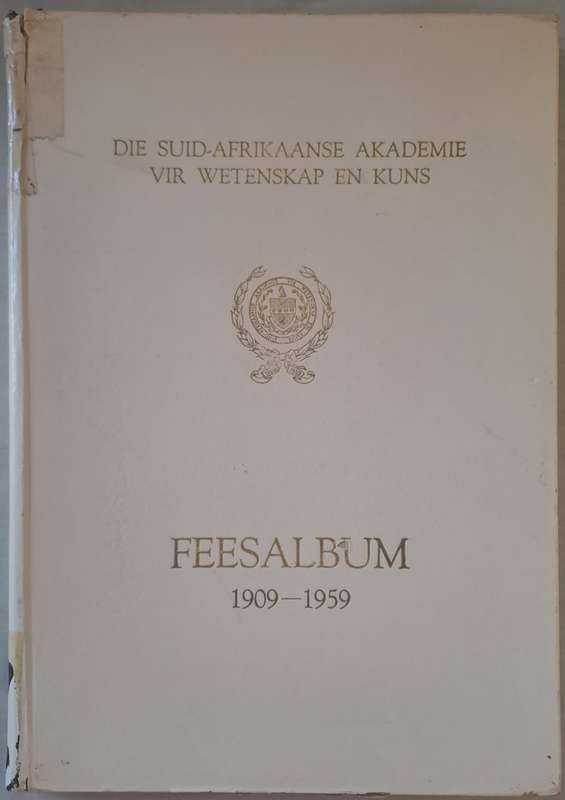 DIE SUID-AFRIKAANSE AKADEMIE
VIR WETENSKAP EN KUNS
FEESALBUM
1909—1959